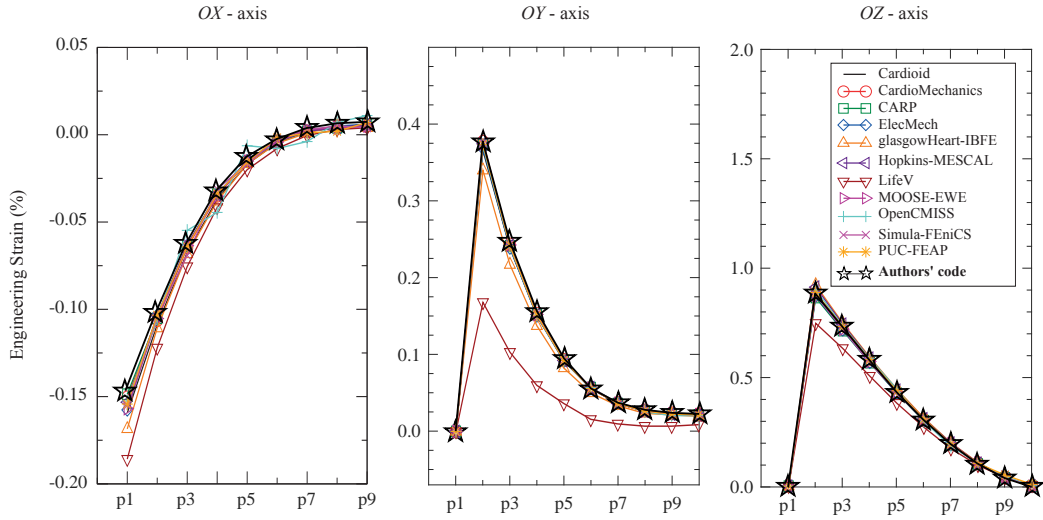 OX - axis
OY - axis
OZ - axis
Engineering Strain (%)
0.05
0.00
-0.05
-0.10
-0.15
-0.20
p1
p3
p5
p7
p9
0.4
0.3
0.2
0.1
0.0
p1
p3
p5
p7
p9
2.0
1.5
1.0
0.5
0.0
p1
p3
p5
p7
p9
Cardioid
CardioMechanics
CARP
ElecMech
glasgowHeart-IBFE
Hopkins-MESCAL
LifeV
MOOSE-EWE
OpenCMISS
Simula-FEniCS
PUC-FEAP
Authors' code